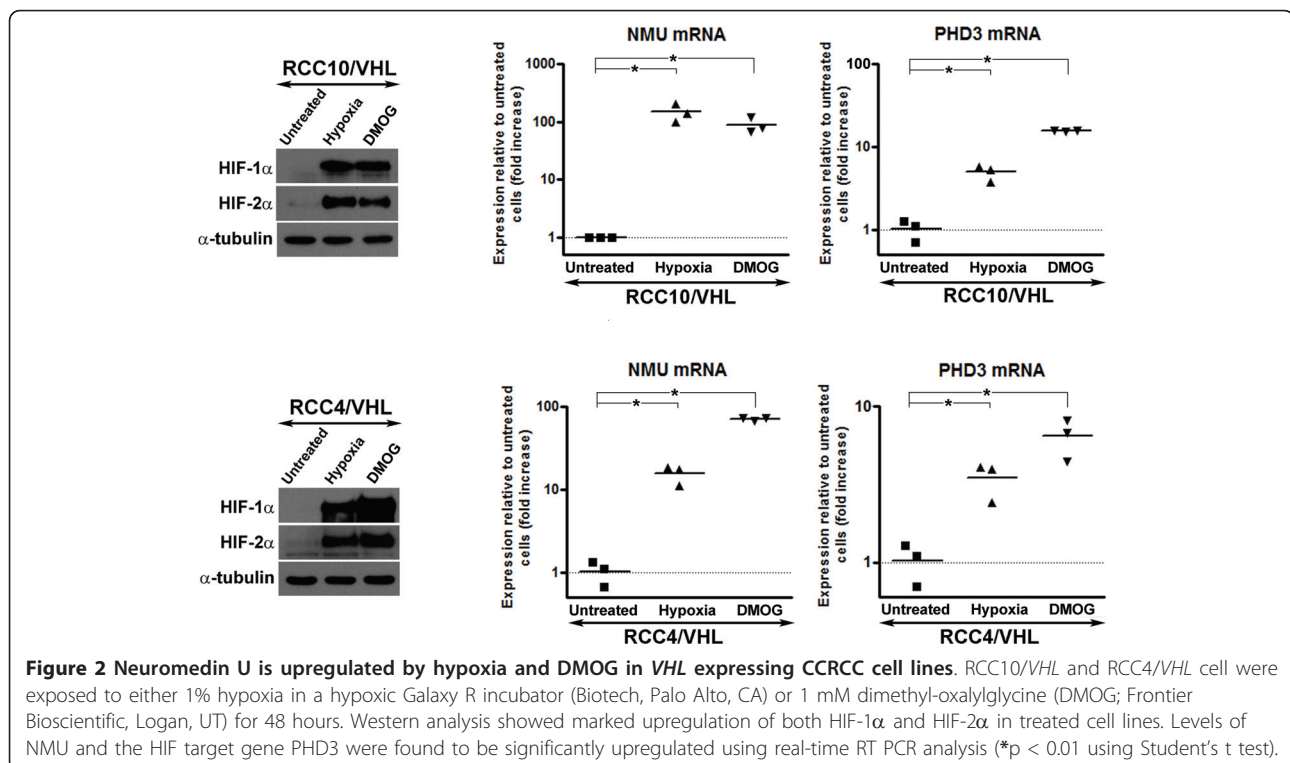 RCC10/VHL
Untreated
Hypoxia
DMOG
HIF-1α
HIF-2α
α-tubulin
NMU mRNA
Expression relative to untreated
cells (fold increase)
1000
100
10
1
*
*
Untreated Hypoxia DMOG
RCC10/VHL
PHD3 mRNA
Expression relative to untreated
cells (fold increase)
100
10
1
*
*
Untreated Hypoxia DMOG
RCC10/VHL
RCC4/VHL
Untreated
Hypoxia
DMOG
HIF-1α
HIF-2α
α-tubulin
NMU mRNA
Expression relative to untreated
cells (fold increase)
100
10
1
*
*
Untreated Hypoxia DMOG
RCC4/VHL
PHD3 mRNA
Expression relative to untreated
cells (fold increase)
10
1
*
*
Untreated Hypoxia DMOG
RCC4/VHL
Figure 2 Neuromedin U is upregulated by hypoxia and DMOG in VHL expressing CCRCC cell lines. RCC10/VHL and RCC4/VHL cell were
exposed to either 1% hypoxia in a hypoxic Galaxy R incubator (Biotech, Palo Alto, CA) or 1 mM dimethyl-oxalylglycine (DMOG; Frontier
Bioscientific, Logan, UT) for 48 hours. Western analysis showed marked upregulation of both HIF-1α and HIF-2α in treated cell lines. Levels of
NMU and the HIF target gene PHD3 were found to be significantly upregulated using real-time RT PCR analysis (*p < 0.01 using Student's t test).